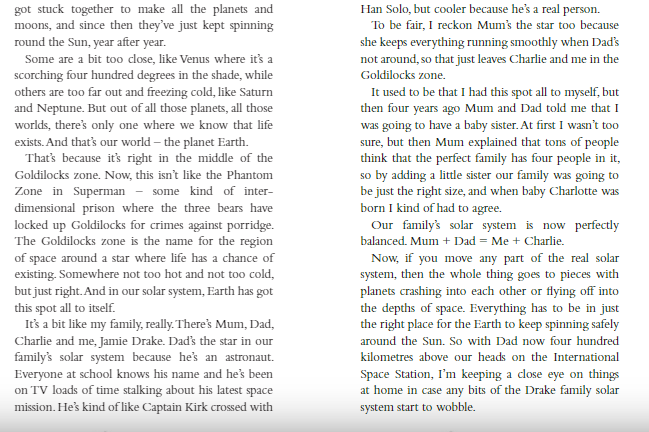 got stuck together to make all the planets and
moons, and since then they've just kept spinning
round the Sun, year after year.
Some are a bit too close, like Venus where it's a
scorching four hundred degrees in the shade, while
others are too far out and freezing cold, like Saturn
and Neptune. But out of all those planets, all those
worlds, there's only one where we know that life
exists. And that's our world – the planet Earth.
That's because it's right in the middle of the
Goldilocks zone. Now, this isn't like the Phantom
Zone in Superman – some kind of inter-
dimensional prison where the three bears have
locked up Goldilocks for crimes against porridge.
The Goldilocks zone is the name for the region
of space around a star where life has a chance of
existing. Somewhere not too hot and not too cold,
but just right. And in our solar system, Earth has got
this spot all to itself.
It's a bit like my family, really. There's Mum, Dad,
Charlie and me, Jamie Drake. Dad's the star in our
family's solar system because he's an astronaut.
Everyone at school knows his name and he's been
on TV loads of time stalking about his latest space
mission. He's kind of like Captain Kirk crossed with
Han Solo, but cooler because he's a real person.
To be fair, I reckon Mum's the star too because
she keeps everything running smoothly when Dad's
not around, so that just leaves Charlie and me in the
Goldilocks zone.
It used to be that I had this spot all to myself, but
then four years ago Mum and Dad told me that I
was going to have a baby sister. At first I wasn't too
sure, but then Mum explained that tons of people
think that the perfect family has four people in it,
so by adding a little sister our family was going to
be just the right size, and when baby Charlotte was
born I kind of had to agree.
Our family's solar system is now perfectly
balanced. Mum + Dad = Me + Charlie.
Now, if you move any part of the real solar
system, then the whole thing goes to pieces with
planets crashing into each other or flying off into
the depths of space. Everything has to be in just
the right place for the Earth to keep spinning safely
around the Sun. So with Dad now four hundred
kilometres above our heads on the International
Space Station, I'm keeping a close eye on things
at home in case any bits of the Drake family solar
system start to wobble.